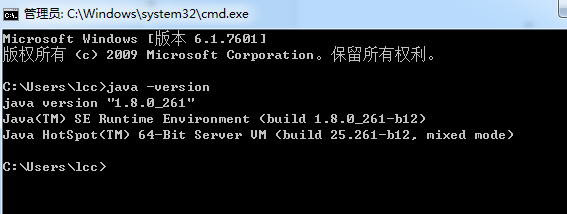 管理员: C:\Windows\system32\cmd.exe
Microsoft Windows [版本 6.1.7601]
版权所有 (c) 2009 Microsoft Corporation。保留所有权利。
C:\Users\lcc>java -version
java version "1.8.0_261"
Java(TM) SE Runtime Environment (build 1.8.0_261-b12)
Java HotSpot(TM) 64-Bit Server VM (build 25.261-b12, mixed mode)
C:\Users\lcc>